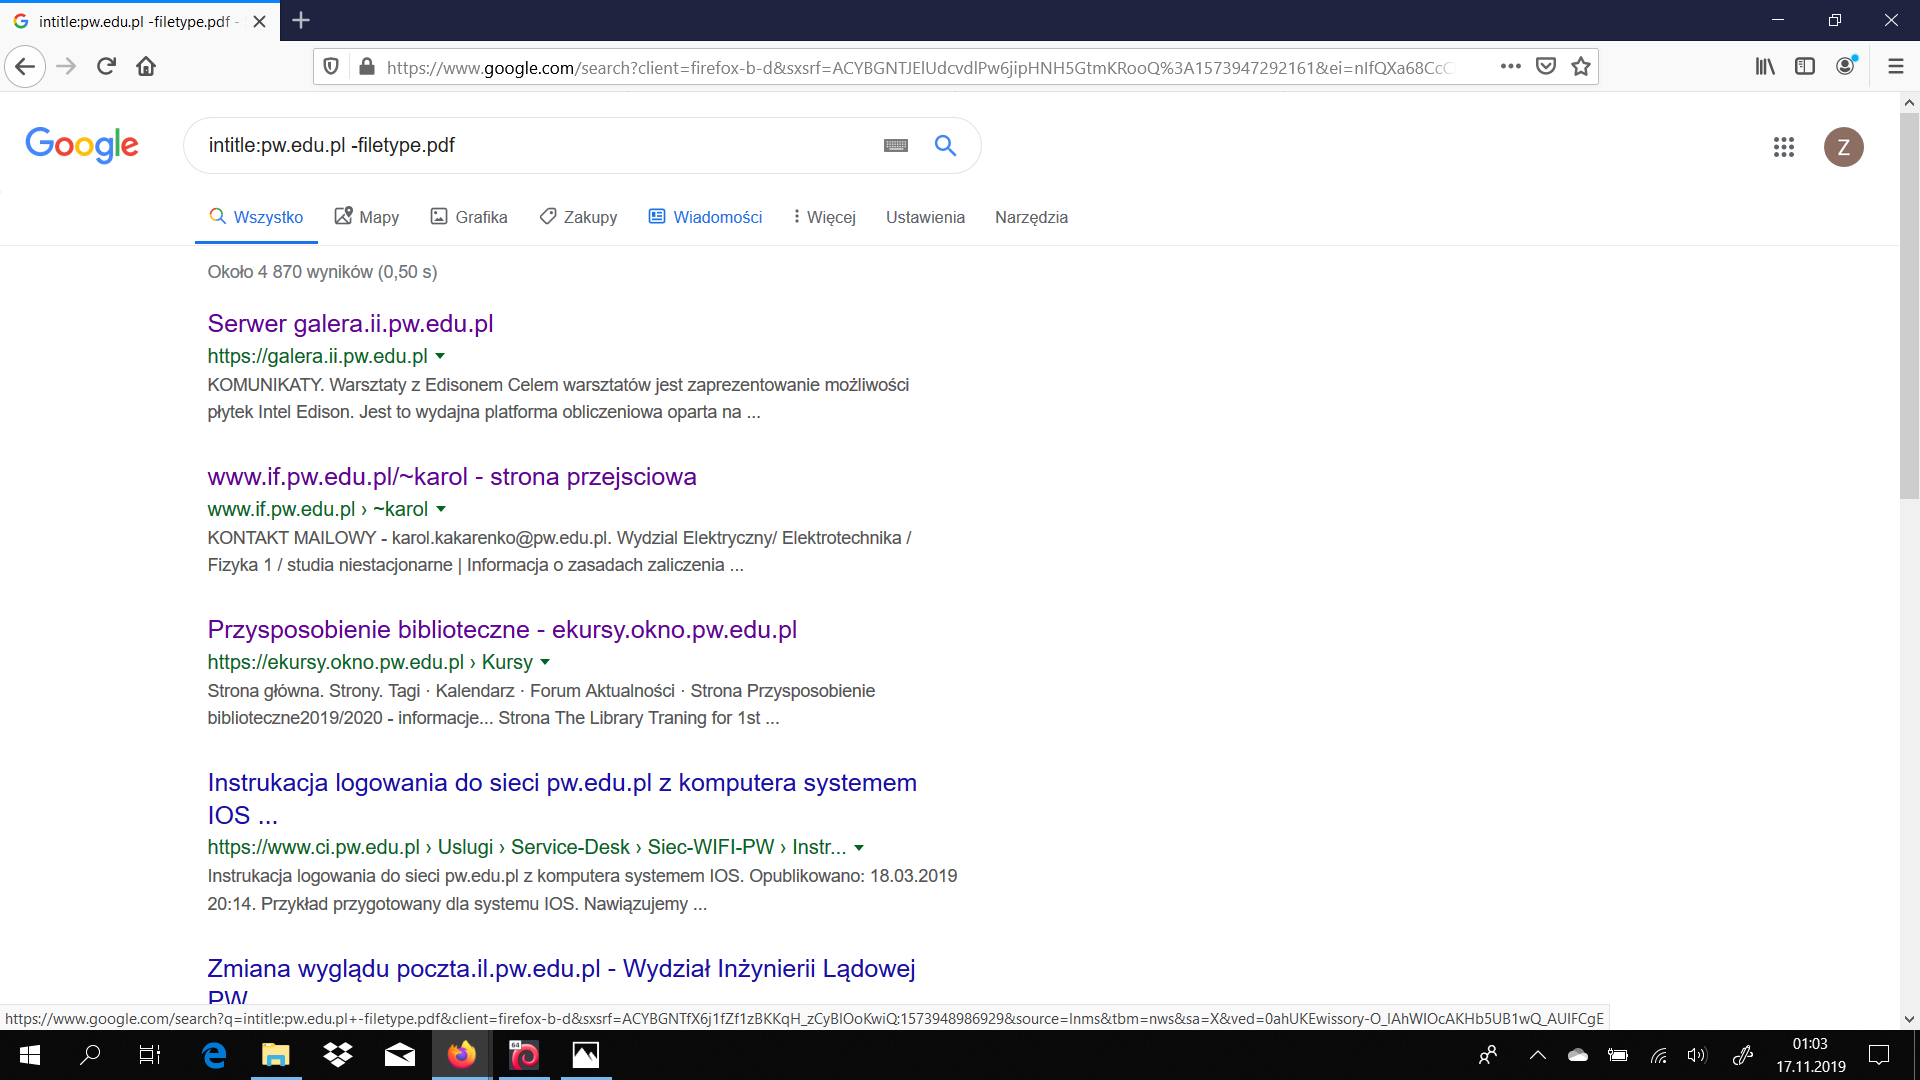 intitle:pw.edu.pl -filetype.pdf -
https://www.google.com/search?client=firefox-b-d&sxsrf=ACYBGNTJElUdcvdlPw6jipHNH5GtmKRooQ%3A1573947292161&ei=nIfQXa68CcC
Google
intitle:pw.edu.pl -filetype.pdf
Z
Wszystko Mapy Grafika Zakupy Wiadomości Więcej Ustawienia Narzędzia
Około 4 870 wyników (0,50 s)
Serwer galera.ii.pw.edu.pl
https://galera.ii.pw.edu.pl
KOMUNIKATY. Warsztaty z Edisonem Celem warsztatów jest zaprezentowanie możliwości
płytek Intel Edison. Jest to wydajna platforma obliczeniowa oparta na ...
www.if.pw.edu.pl/~karol - strona przejsciowa
www.if.pw.edu.pl › ~karol
KONTAKT MAILOWY - karol.kakarenko@pw.edu.pl. Wydzial Elektryczny/ Elektrotechnika /
Fizyka 1 / studia niestacjonarne | Informacja o zasadach zaliczenia ...
Przysposobienie biblioteczne - ekursy.okno.pw.edu.pl
https://ekursy.okno.pw.edu.pl › Kursy
Strona główna. Strony. Tagi · Kalendarz · Forum Aktualności · Strona Przysposobienie
biblioteczne2019/2020 - informacje... Strona The Library Traning for 1st ...
Instrukacja logowania do sieci pw.edu.pl z komputera systemem
IOS ...
https://www.ci.pw.edu.pl › Uslugi › Service-Desk › Siec-WIFI-PW › Instr...
Instrukacja logowania do sieci pw.edu.pl z komputera systemem IOS. Opublikowano: 18.03.2019
20:14. Przykład przygotowany dla systemu IOS. Nawiązujemy ...
Zmiana wyglądu poczta.il.pw.edu.pl - Wydział Inżynierii Lądowej
PW
https://www.google.com/search?q=intitle:pw.edu.pl+-filetype.pdf&client=firefox-b-d&sxsrf=ACYBGNTfX6j1fZf1zBKKqH_zCyBIOoKwiQ:1573948986929&source=lnms&tbm=nws&sa=X&ved=0ahUKEwissory-O_lAhWIOcAKHb5UB1wQ_AUIFCgE
64
01:03
17.11.2019